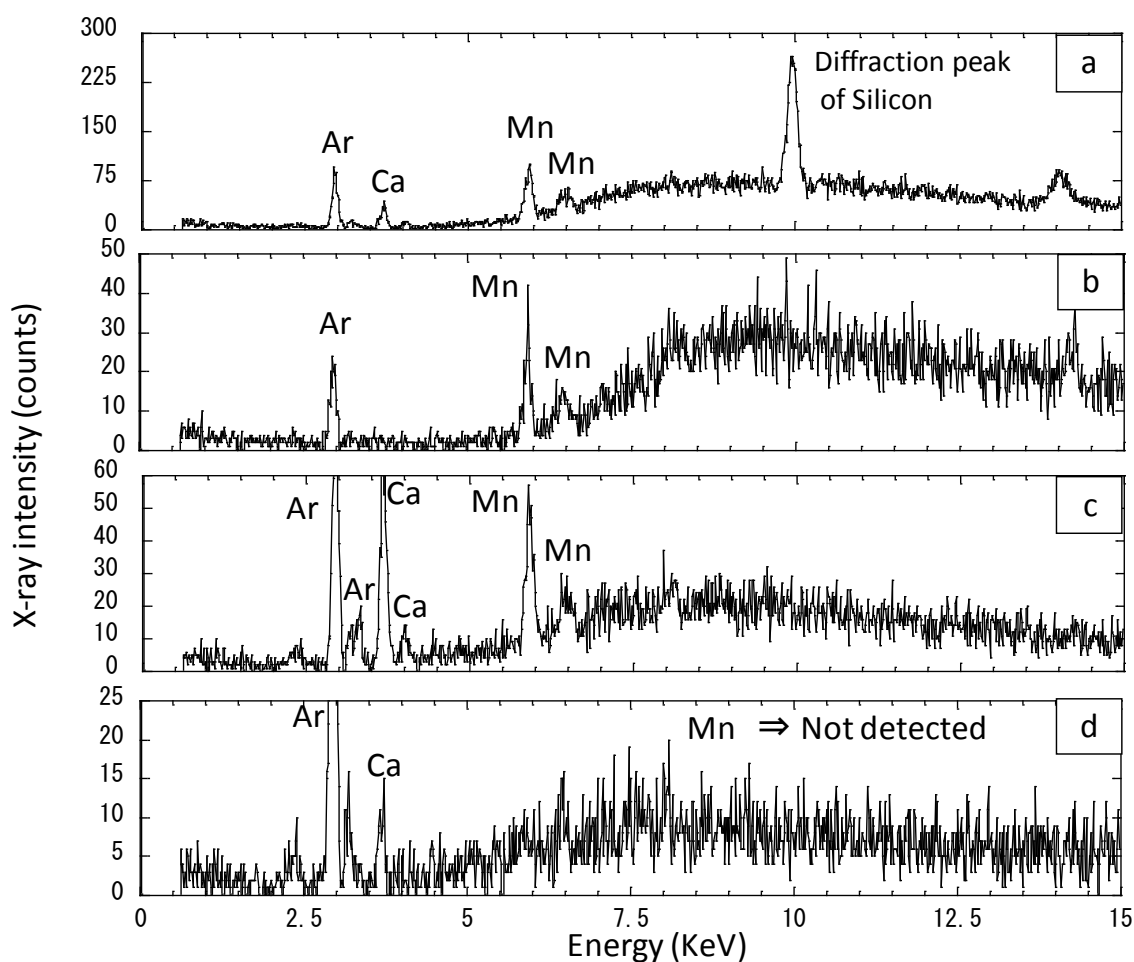 X-ray intensity (counts)
300
225
150
75
0
Ar
Ca
Mn
Mn
Diffraction peak
of Silicon
a
50
40
30
20
10
0
Ar
Mn
Mn
b
60
50
40
30
20
10
0
Ar
Ar
Ca
Ca
Mn
Mn
c
25
20
15
10
5
0
Ar
Ca
Mn ⇒ Not detected
d
0 2.5 5 7.5 10 12.5 15
Energy (KeV)